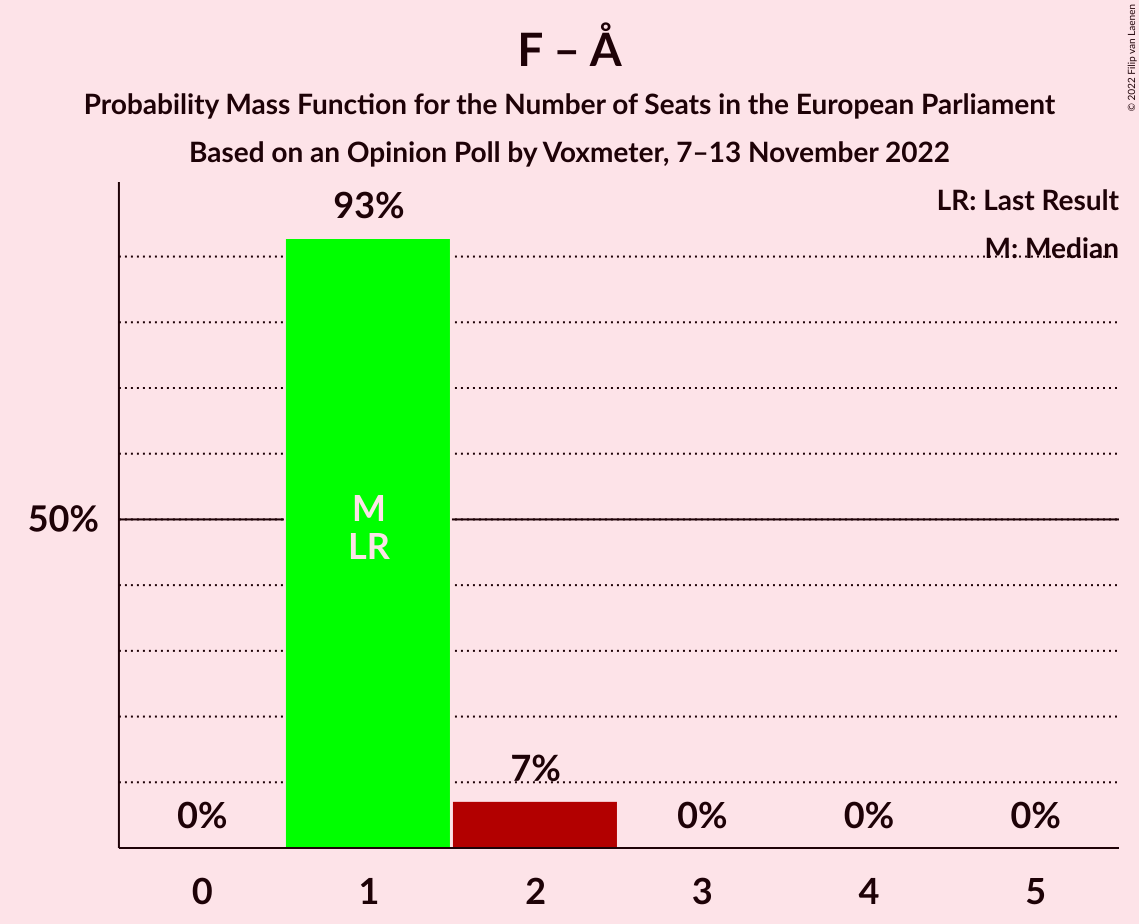 F – Å
Probability Mass Function for the Number of Seats in the European Parliament
Based on an Opinion Poll by Voxmeter, 7–13 November 2022
© 2022 Filip van Laenen
LR: Last Result
M: Median
93%
50%
M
LR
7%
0%
0%
0%
0%
0
1
2
3
4
5